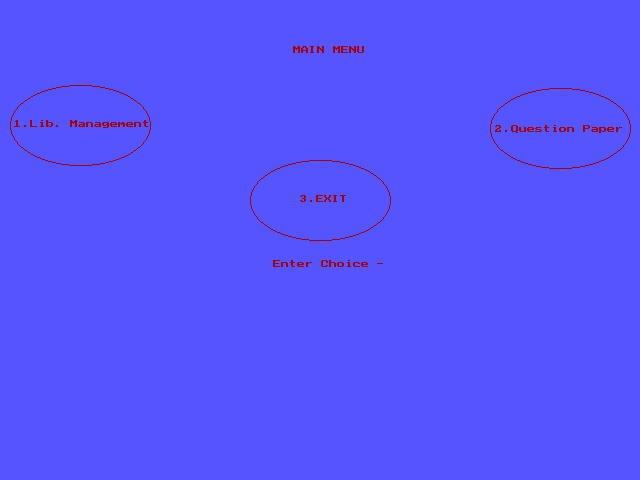 MAIN MENU
1.Lib. Management
2.Question Paper
3.EXIT
Enter Choice -